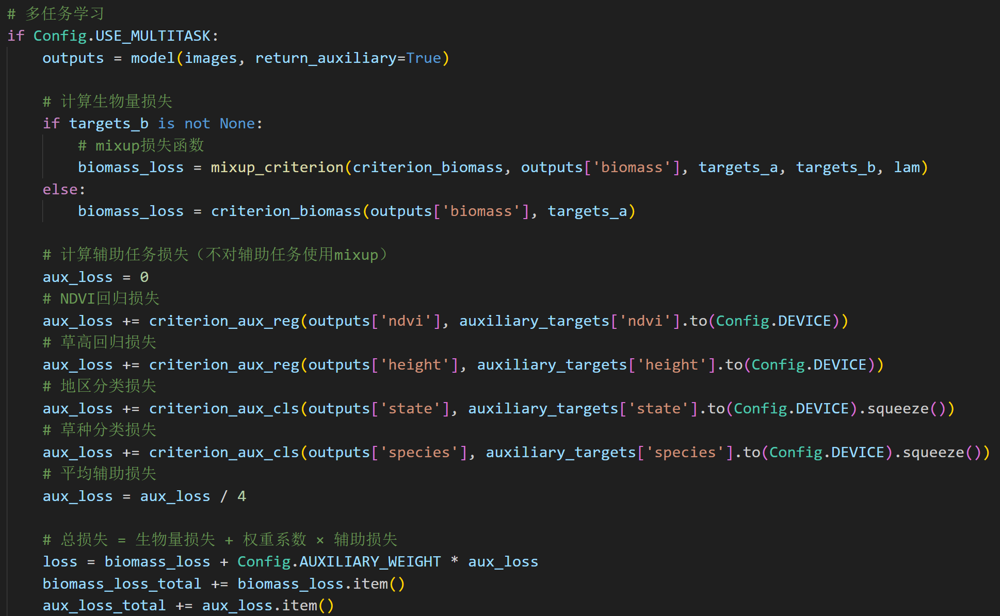 # 多任务学习
if Config.USE_MULTITASK:
    outputs = model(images, return_auxiliary=True)

    # 计算生物量损失
    if targets_b is not None:
        # mixup损失函数
        biomass_loss = mixup_criterion(criterion_biomass, outputs['biomass'], targets_a, targets_b, lam)
    else:
        biomass_loss = criterion_biomass(outputs['biomass'], targets_a)

    # 计算辅助任务损失（不对辅助任务使用mixup）
    aux_loss = 0
    # NDVI回归损失
    aux_loss += criterion_aux_reg(outputs['ndvi'], auxiliary_targets['ndvi'].to(Config.DEVICE))
    # 草高回归损失
    aux_loss += criterion_aux_reg(outputs['height'], auxiliary_targets['height'].to(Config.DEVICE))
    # 地区分类损失
    aux_loss += criterion_aux_cls(outputs['state'], auxiliary_targets['state'].to(Config.DEVICE).squeeze())
    # 草种分类损失
    aux_loss += criterion_aux_cls(outputs['species'], auxiliary_targets['species'].to(Config.DEVICE).squeeze())
    # 平均辅助损失
    aux_loss = aux_loss / 4

    # 总损失 = 生物量损失 + 权重系数 × 辅助损失
    loss = biomass_loss + Config.AUXILIARY_WEIGHT * aux_loss
    biomass_loss_total += biomass_loss.item()
    aux_loss_total += aux_loss.item()